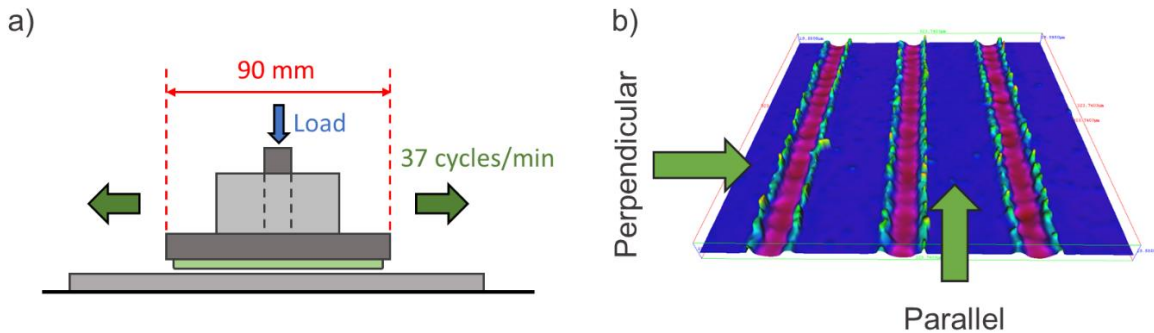 a)
90 mm
Load
37 cycles/min
b)
Perpendicular
Parallel